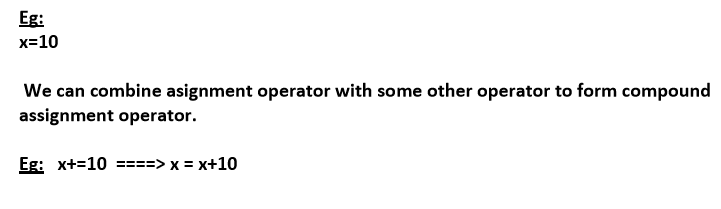 Eg:
x=10
We can combine asignment operator with some other operator to form compound
assignment operator.
Eg: x+=10 ====> x = x+10